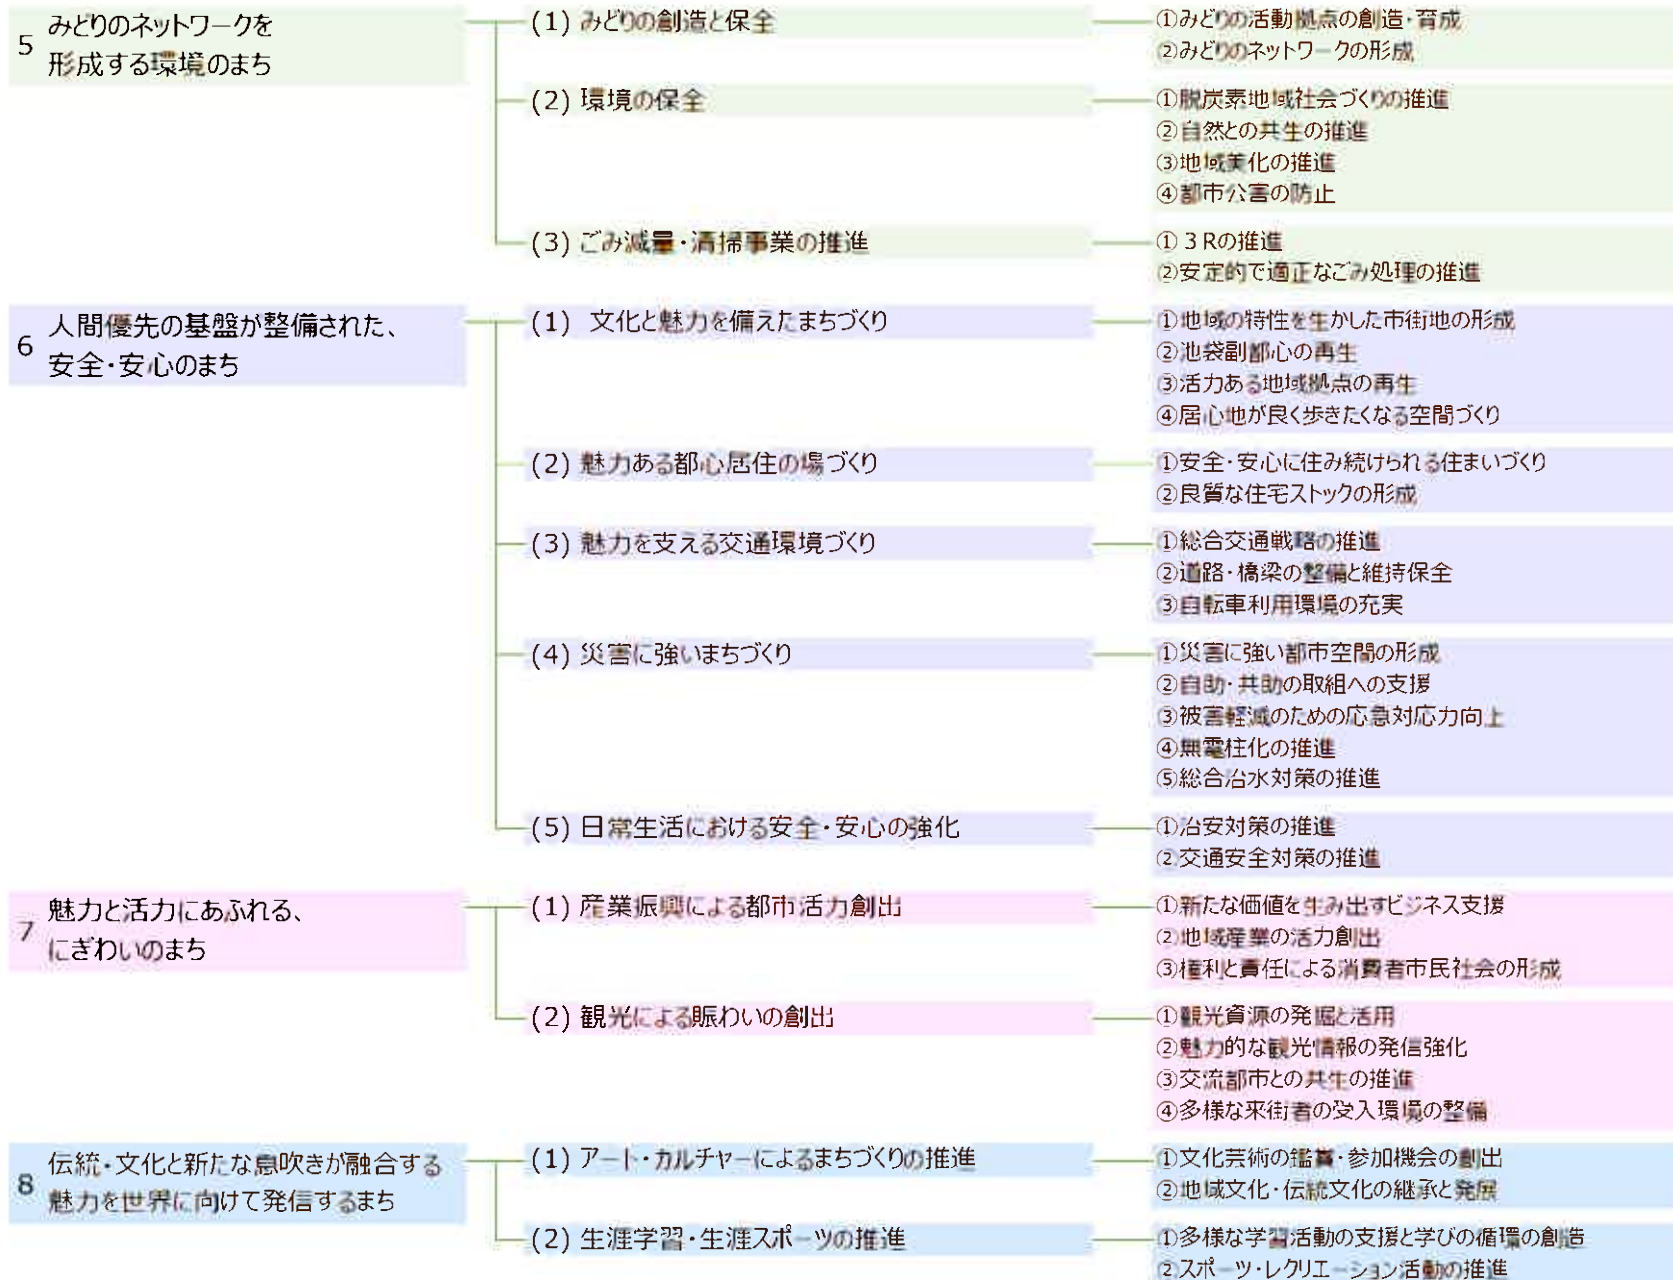 5 みどりのネットワークを
形成する環境のまち
(1) みどりの創造と保全
①みどりの活動拠点の創造・育成
②みどりのネットワークの形成
(2) 環境の保全
①脱炭素地域社会づくりの推進
②自然との共生の推進
③地域美化の推進
④都市公害の防止
(3) ごみ減量・清掃事業の推進
①３Rの推進
②安定的で適正なごみ処理の推進
6 人間優先の基盤が整備された、
安全・安心のまち
(1) 文化と魅力を備えたまちづくり
①地域の特性を生かした市街地の形成
②池袋副都心の再生
③活力ある地域拠点の再生
④居心地が良く歩きたくなる空間づくり
(2) 魅力ある都心居住の場づくり
①安全・安心に住み続けられる住まいづくり
②良質な住宅ストックの形成
(3) 魅力を支える交通環境づくり
①総合交通戦略の推進
②道路・橋梁の整備と維持保全
③自転車利用環境の充実
(4) 災害に強いまちづくり
①災害に強い都市空間の形成
②自助・共助の取組への支援
③被害軽減のための応急対応力向上
④無電柱化の推進
⑤総合治水対策の推進
(5) 日常生活における安全・安心の強化
①治安対策の推進
②交通安全対策の推進
7 魅力と活力にあふれる、
にぎわいのまち
(1) 産業振興による都市活力創出
①新たな価値を生み出すビジネス支援
②地域産業の活力創出
③権利と責任による消費者市民社会の形成
(2) 観光による賑わいの創出
①観光資源の発掘と活用
②魅力的な観光情報の発信強化
③交流都市との共生の推進
④多様な来街者の受入環境の整備
8 伝統・文化と新たな息吹きが融合する
魅力を世界に向けて発信するまち
(1) アート・カルチャーによるまちづくりの推進
①文化芸術の鑑賞・参加機会の創出
②地域文化・伝統文化の継承と発展
(2) 生涯学習・生涯スポーツの推進
①多様な学習活動の支援と学びの循環の創造
②スポーツ・レクリエーション活動の推進